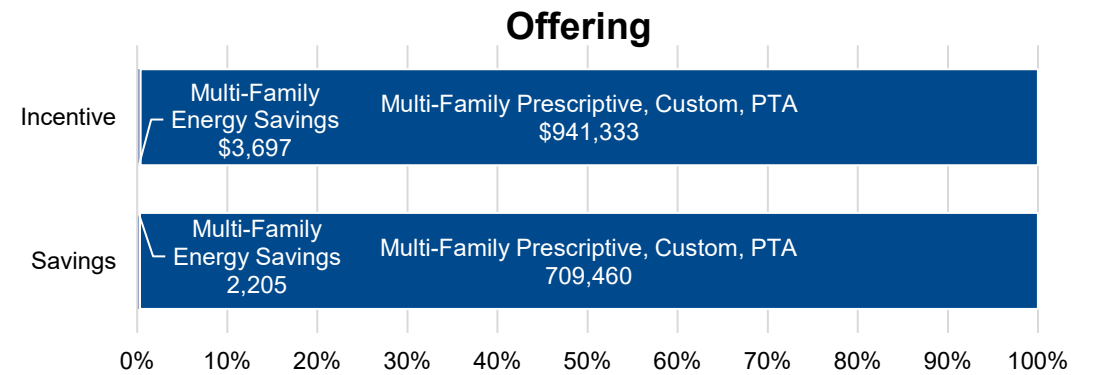 Offering
Incentive
Multi-Family
Energy Savings
$3,697
Multi-Family Prescriptive, Custom, PTA
$941,333
Savings
Multi-Family
Energy Savings
2,205
Multi-Family Prescriptive, Custom, PTA
709,460
0% 10% 20% 30% 40% 50% 60% 70% 80% 90% 100%